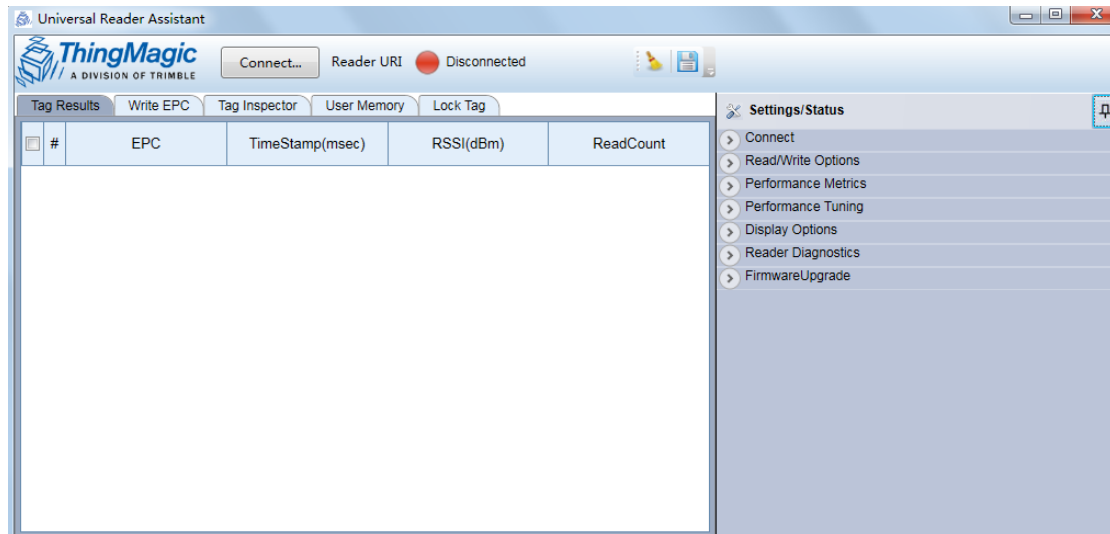 Universal Reader Assistant
ThingMagic
A DIVISION OF TRIMBLE
Connect... Reader URI Disconnected
Tag Results Write EPC Tag Inspector User Memory Lock Tag
# EPC TimeStamp(msec) RSSI(dBm) ReadCount
Settings/Status
Connect
Read/Write Options
Performance Metrics
Performance Tuning
Display Options
Reader Diagnostics
FirmwareUpgrade